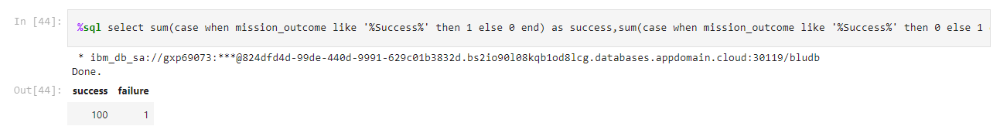 In [44]: %sql select sum(case when mission_outcome like '%Success%' then 1 else 0 end) as success,sum(case when mission_outcome like '%Success%' then 0 else 1
* ibm_db_sa://gxp69073:***@824dfd4d-99de-440d-9991-629c01b3832d.bs2io90l08kqb1od8lcg.databases.appdomain.cloud:30119/bludb
Done.
Out[44]: success failure
100 1